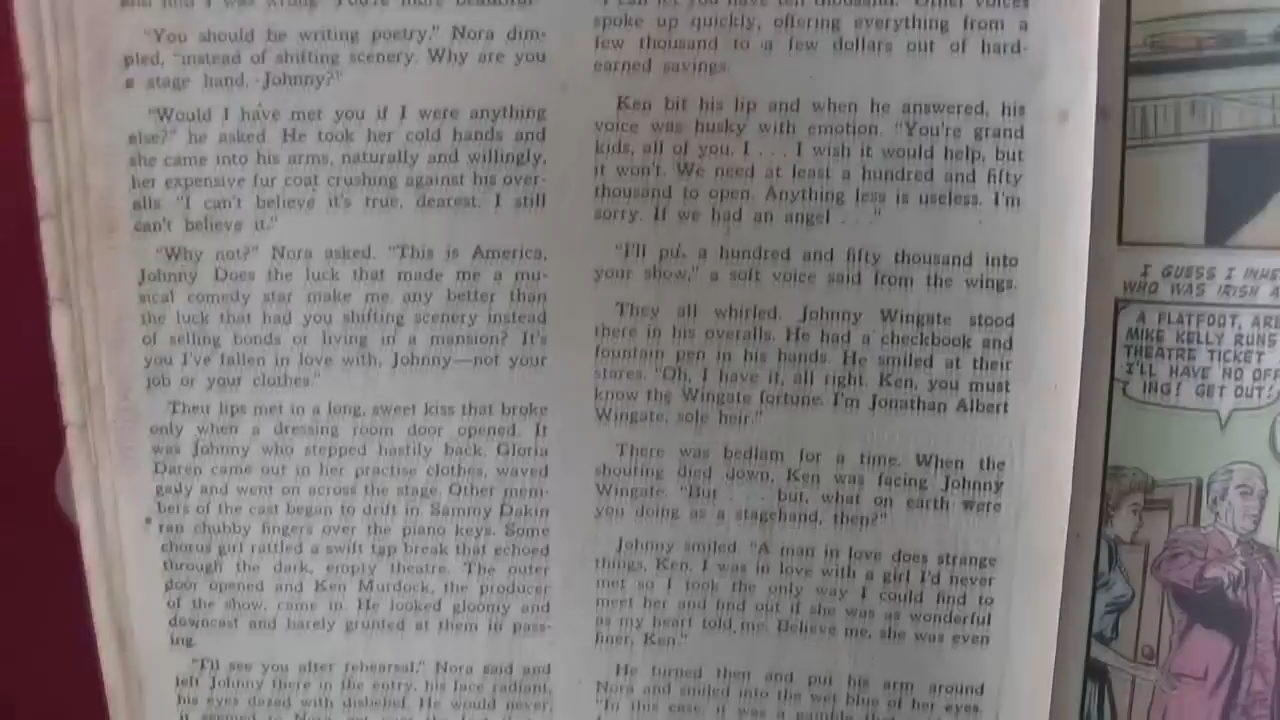 "You should be writing poetry," Nora dim-
pled, "instead of shifting scenery. Why are you
a stage hand, Johnny?"
"Would I have met you if I were anything
else?" he asked. He took her cold hands and
she came into his arms, naturally and willingly,
her expensive fur coat crushing against his over-
alls. "I can't believe it's true, dearest. I still
can't believe it."
"Why not?" Nora asked. "This is America,
Johnny Does the luck that made me a mu-
sical comedy star make me any better than
the luck that had you shifting scenery instead
of selling bonds or living in a mansion? It's
you I've fallen in love with, Johnny—not your
job or your clothes."
Their lips met in a long, sweet kiss that broke
only when a dressing room door opened. It
was Johnny who stepped hastily back. Gloria
Daren came out in her practise clothes, waved
gaily and went on across the stage. Other mem-
bers of the cast began to drift in. Sammy Dakin
ran chubby fingers over the piano keys. Some
chorus girl rattled a swift tap break that echoed
through the dark, empty theatre. The outer
door opened and Ken Murdock, the producer
of the show, came in. He looked gloomy and
downcast and barely grunted at them in pass-
ing.
"I'll see you after rehearsal," Nora said and
left Johnny there in the entry, his face radiant,
his eyes dazed with disbelief. He would never,
spoke up quickly, offering everything from a
few thousand to a few dollars out of hard-
earned savings.
Ken bit his lip and when he answered, his
voice was husky with emotion. "You're grand
kids, all of you. I . . . I wish it would help, but
it won't. We need at least a hundred and fifty
thousand to open. Anything less is useless. I'm
sorry. If we had an angel . . ."
"I'll put a hundred and fifty thousand into
your show," a soft voice said from the wings.
They all whirled. Johnny Wingate stood
there in his overalls. He had a checkbook and
fountain pen in his hands. He smiled at their
stares. "Oh, I have it, all right. Ken, you must
know the Wingate fortune. I'm Jonathan Albert
Wingate, sole heir."
There was bedlam for a time. When the
shouting died down, Ken was facing Johnny
Wingate. "But . . . but, what on earth were
you doing as a stagehand, then?"
Johnny smiled. "A man in love does strange
things, Ken. I was in love with a girl I'd never
met so I took the only way I could find to
meet her and find out if she was as wonderful
as my heart told me. Believe me, she was even
finer, Ken."
He turned then and put his arm around
Nora and smiled into the wet blue of her eyes.
"In this case, it was a gamble that
I GUESS I
WHO WAS IRISH
A FLATFOOT,
MIKE KELLY RUNS
THEATRE TICKET
I'LL HAVE NO OFF
ING! GET OUT!